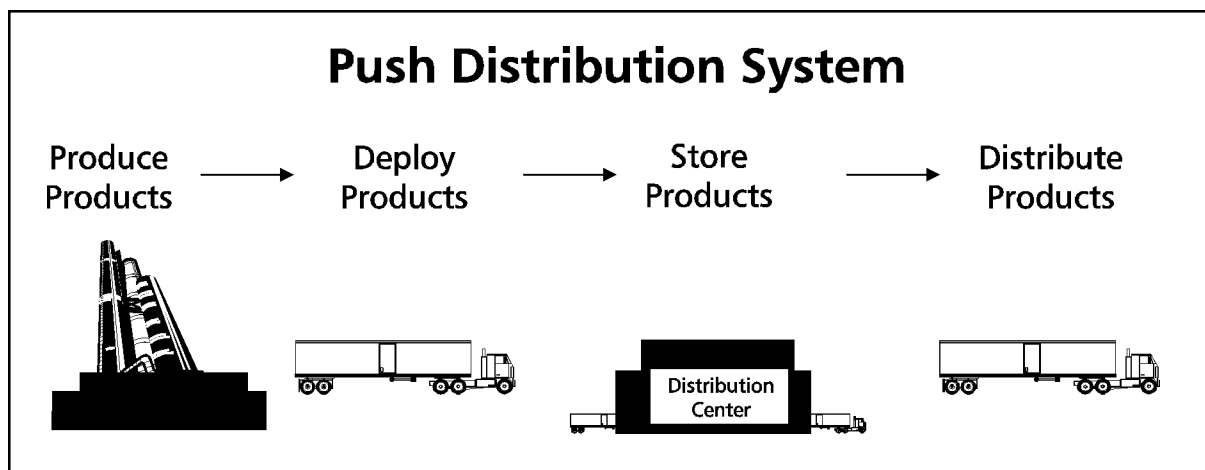 Push Distribution System
Produce
Products
Deploy
Products
Store
Products
Distribute
Products
Distribution
Center